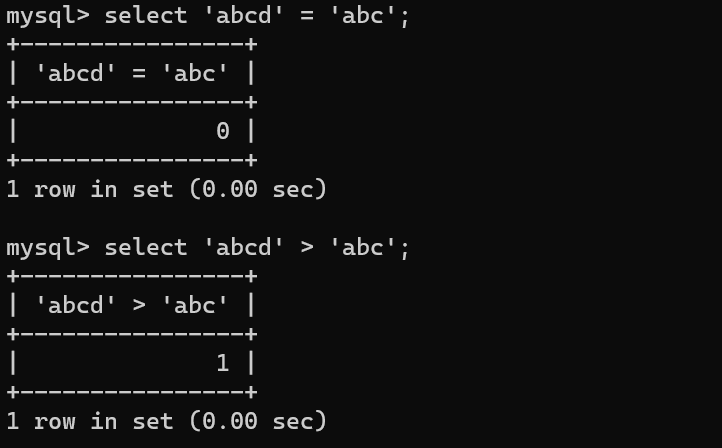 mysql> select 'abcd' = 'abc';
+----------------+
| 'abcd' = 'abc' |
+----------------+
|              0 |
+----------------+
1 row in set (0.00 sec)

mysql> select 'abcd' > 'abc';
+----------------+
| 'abcd' > 'abc' |
+----------------+
|              1 |
+----------------+
1 row in set (0.00 sec)